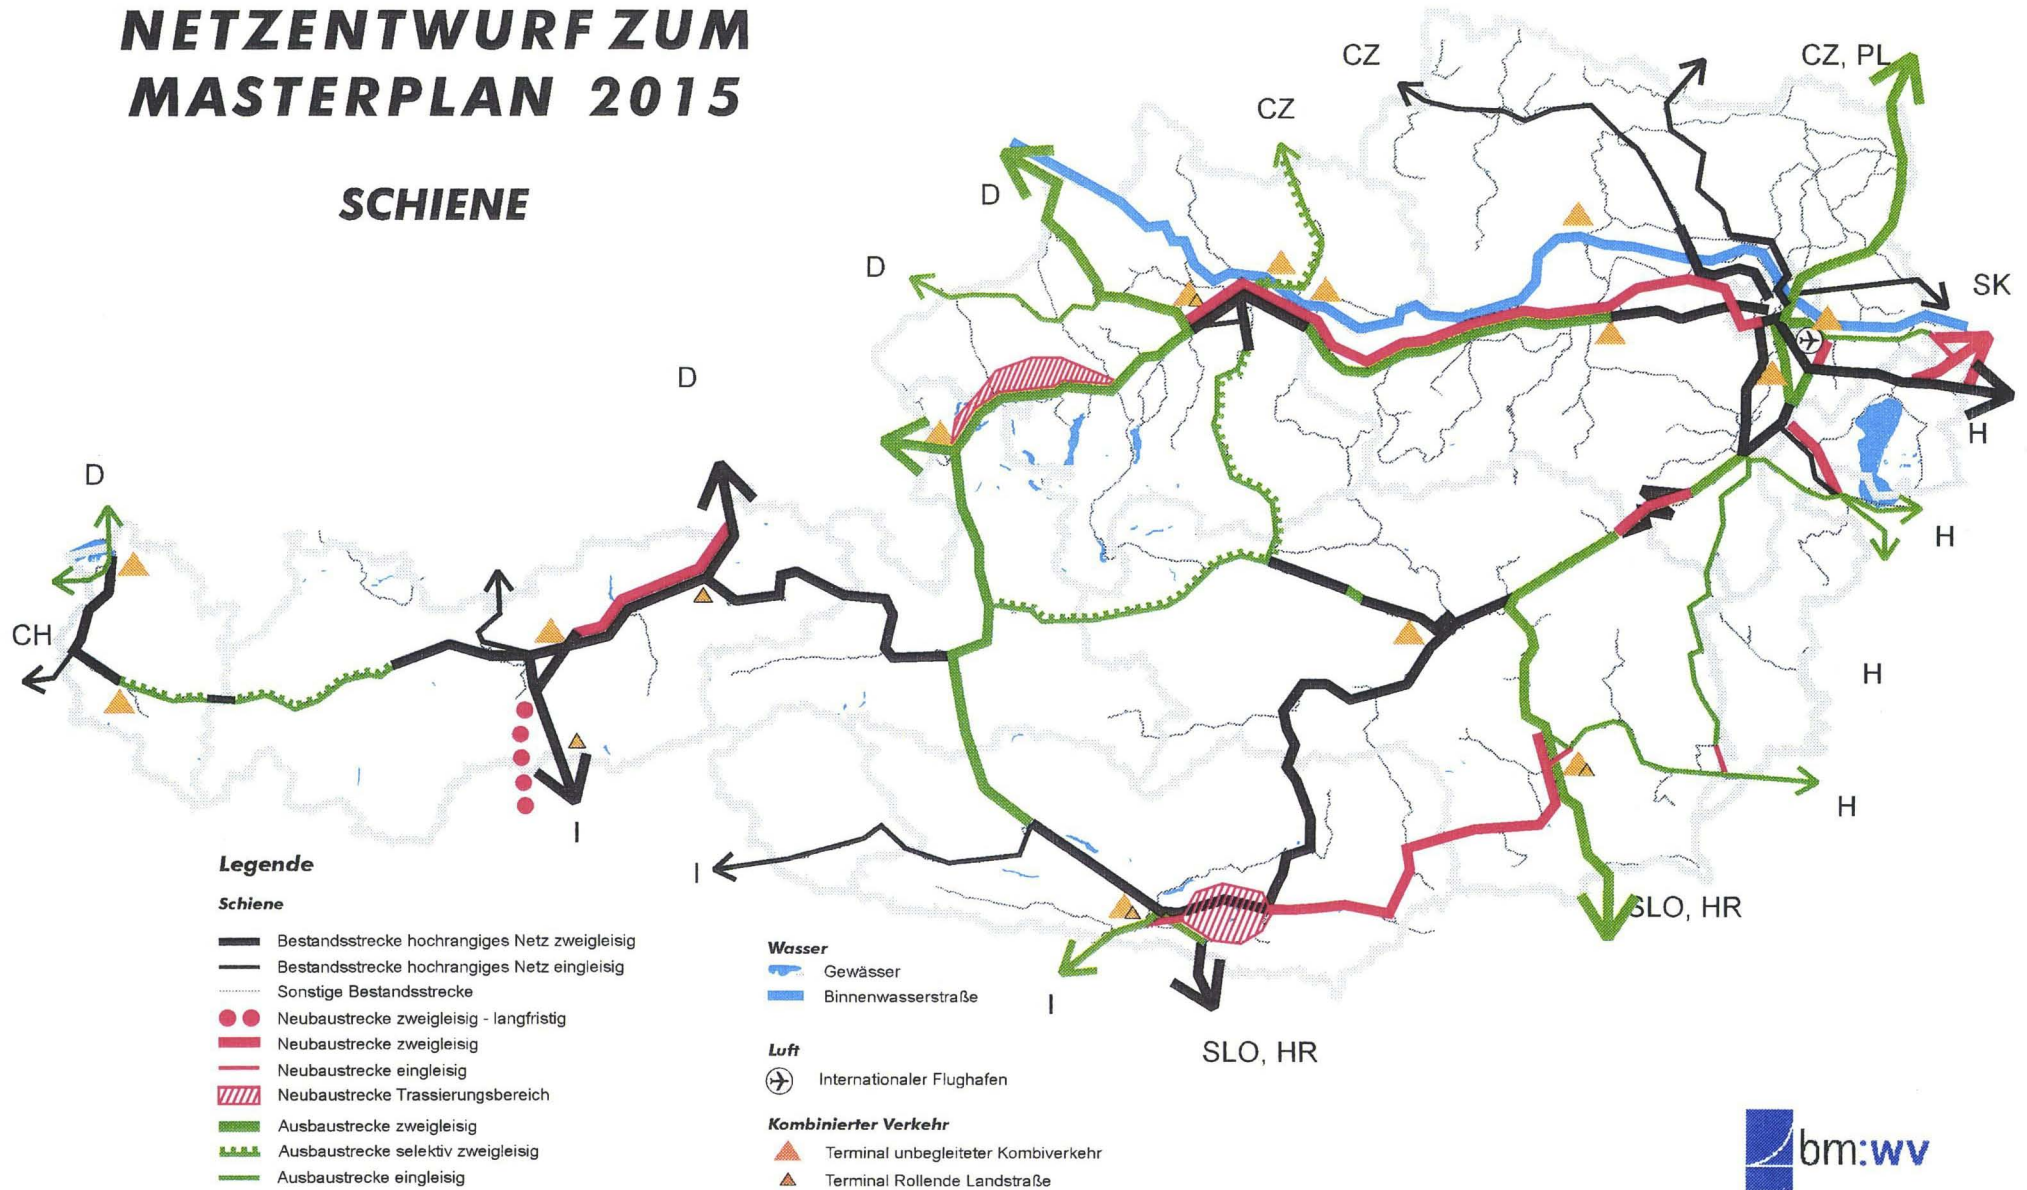 NETZENTWURF ZUM
MASTERPLAN 2015
SCHIENE
CZ
CZ, PL
CZ
D
D
SK
D
H
D
H
CH
H
H
I
I
SLO, HR
I
SLO, HR
Legende
Schiene
Bestandsstrecke hochrangiges Netz zweigleisig
Bestandsstrecke hochrangiges Netz eingleisig
Sonstige Bestandsstrecke
Neubaustrecke zweigleisig - langfristig
Neubaustrecke zweigleisig
Neubaustrecke eingleisig
Neubaustrecke Trassierungsbereich
Ausbaustrecke zweigleisig
Ausbaustrecke selektiv zweigleisig
Ausbaustrecke eingleisig
Wasser
Gewässer
Binnenwasserstraße
Luft
Internationaler Flughafen
Kombinierter Verkehr
Terminal unbegleiteter Kombiverkehr
Terminal Rollende Landstraße
bm:wv